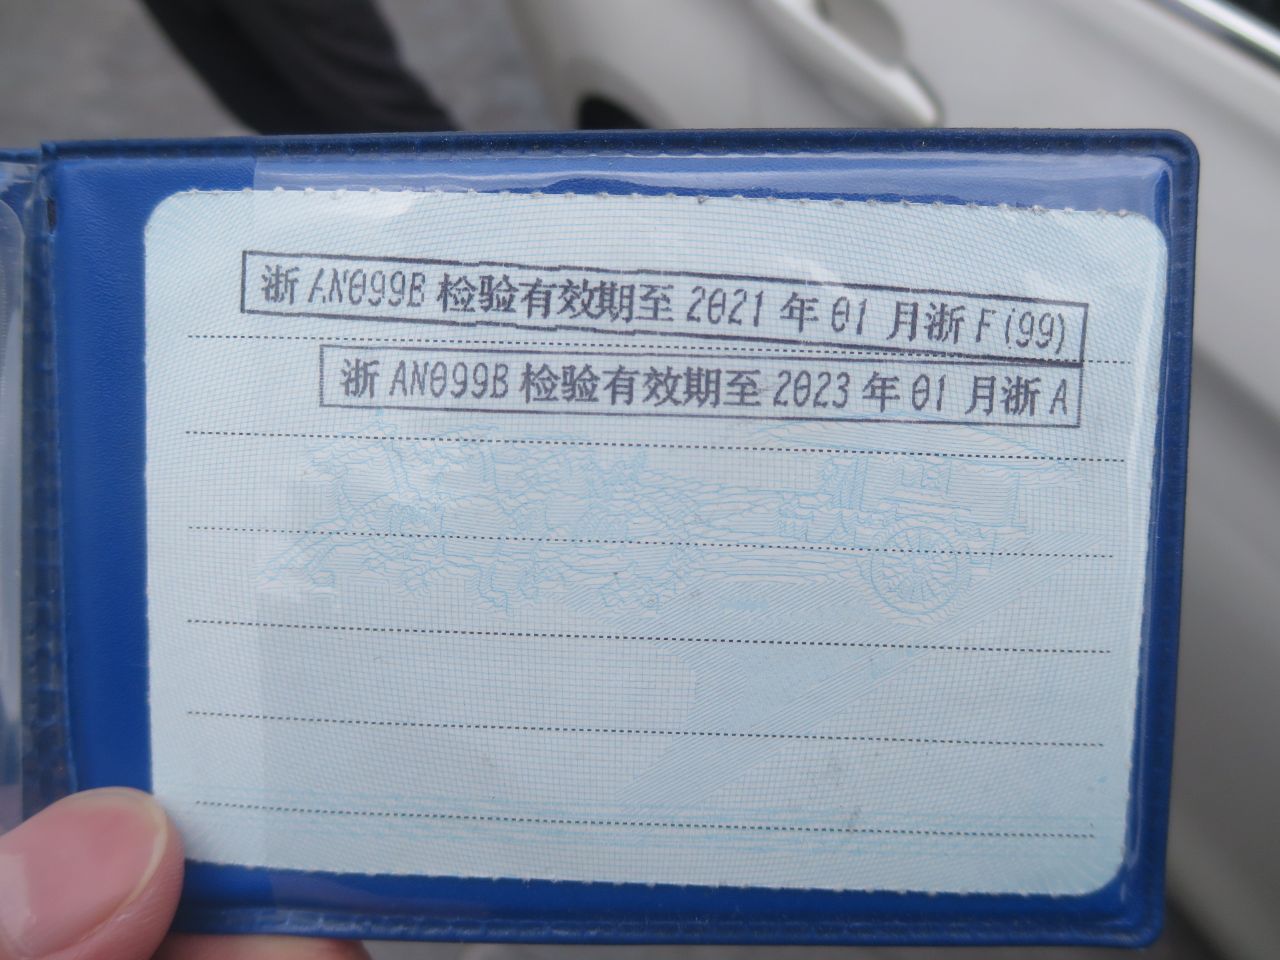 浙 AN099B 检验有效期至 2021 年 01 月浙 F (99)
浙 AN099B 检验有效期至 2023 年 01 月浙 A